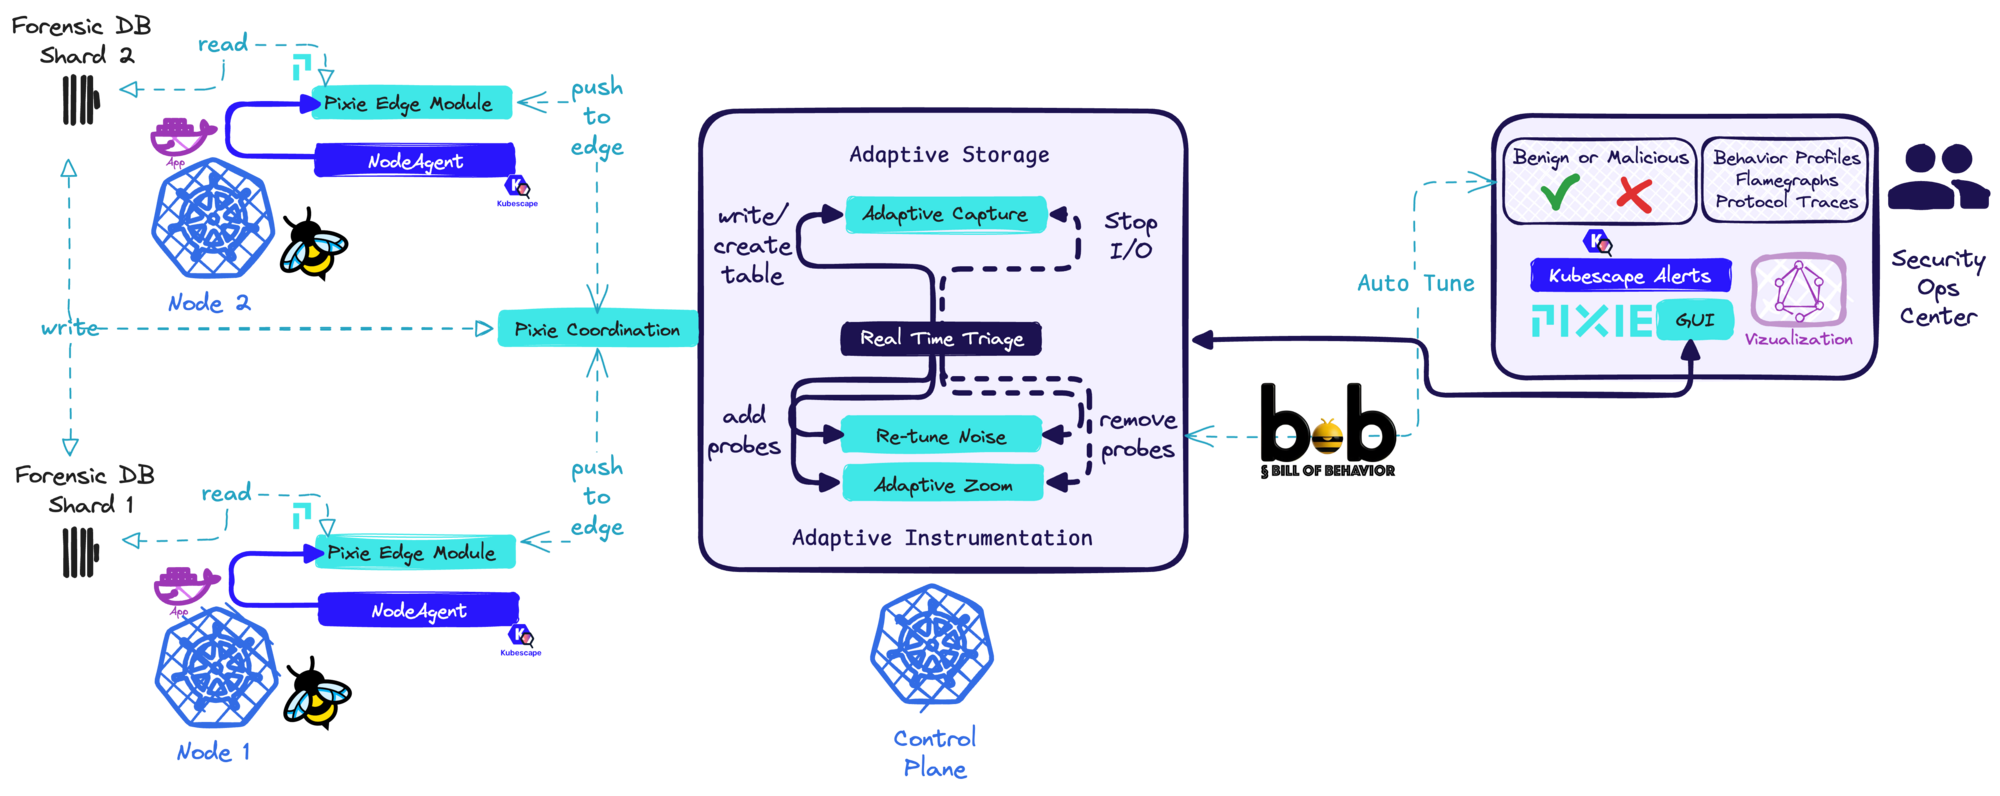 Forensic DB
Shard 2
read
Pixie Edge Module
NodeAgent
App
Kubescape
Node 2
push
to
edge
write
Pixie Coordination
Forensic DB
Shard 1
read
Pixie Edge Module
NodeAgent
App
Kubescape
Node 1
push
to
edge
Adaptive Storage
write/
create
table
Adaptive Capture
Stop
I/O
Real Time Triage
add
probes
Re-tune Noise
Adaptive Zoom
remove
probes
Adaptive Instrumentation
Control
Plane
Auto Tune
bob
§ BILL OF BEHAVIOR
Benign or Malicious
Behavior Profiles
Flamegraphs
Protocol Traces
Kubescape Alerts
PIXIE
GUI
Vizualization
Security
Ops
Center